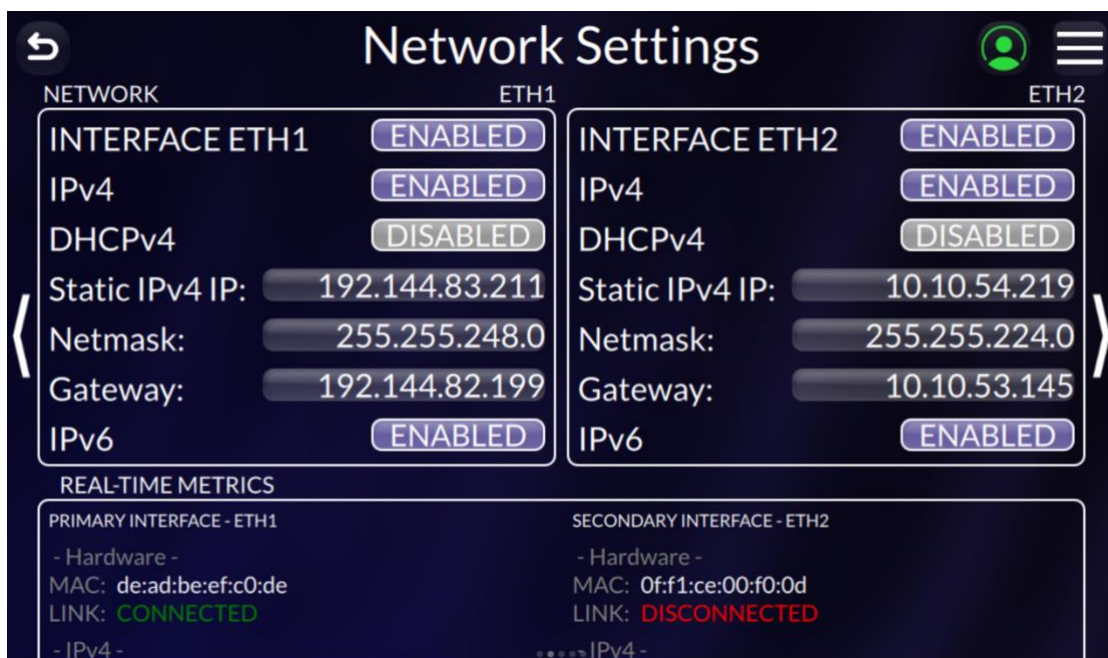 Network Settings
NETWORK ETH1
INTERFACE ETH1 ENABLED
IPv4 ENABLED
DHCPv4 DISABLED
Static IPv4 IP: 192.144.83.211
Netmask: 255.255.248.0
Gateway: 192.144.82.199
IPv6 ENABLED
ETH2
INTERFACE ETH2 ENABLED
IPv4 ENABLED
DHCPv4 DISABLED
Static IPv4 IP: 10.10.54.219
Netmask: 255.255.224.0
Gateway: 10.10.53.145
IPv6 ENABLED
REAL-TIME METRICS
PRIMARY INTERFACE - ETH1
- Hardware -
MAC: de:ad:be:ef:c0:de
LINK: CONNECTED
- IPv4 -
SECONDARY INTERFACE - ETH2
- Hardware -
MAC: 0f:f1:ce:00:f0:0d
LINK: DISCONNECTED
- IPv4 -